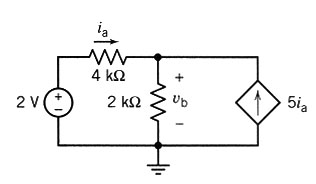 i_a
4 kΩ
2 V
+
−
2 kΩ
+
v_b
−
5i_a